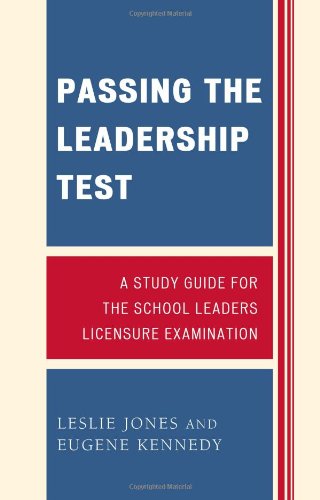 PASSING THE
LEADERSHIP
TEST
A STUDY GUIDE FOR
THE SCHOOL LEADERS
LICENSURE EXAMINATION
LESLIE JONES AND
EUGENE KENNEDY